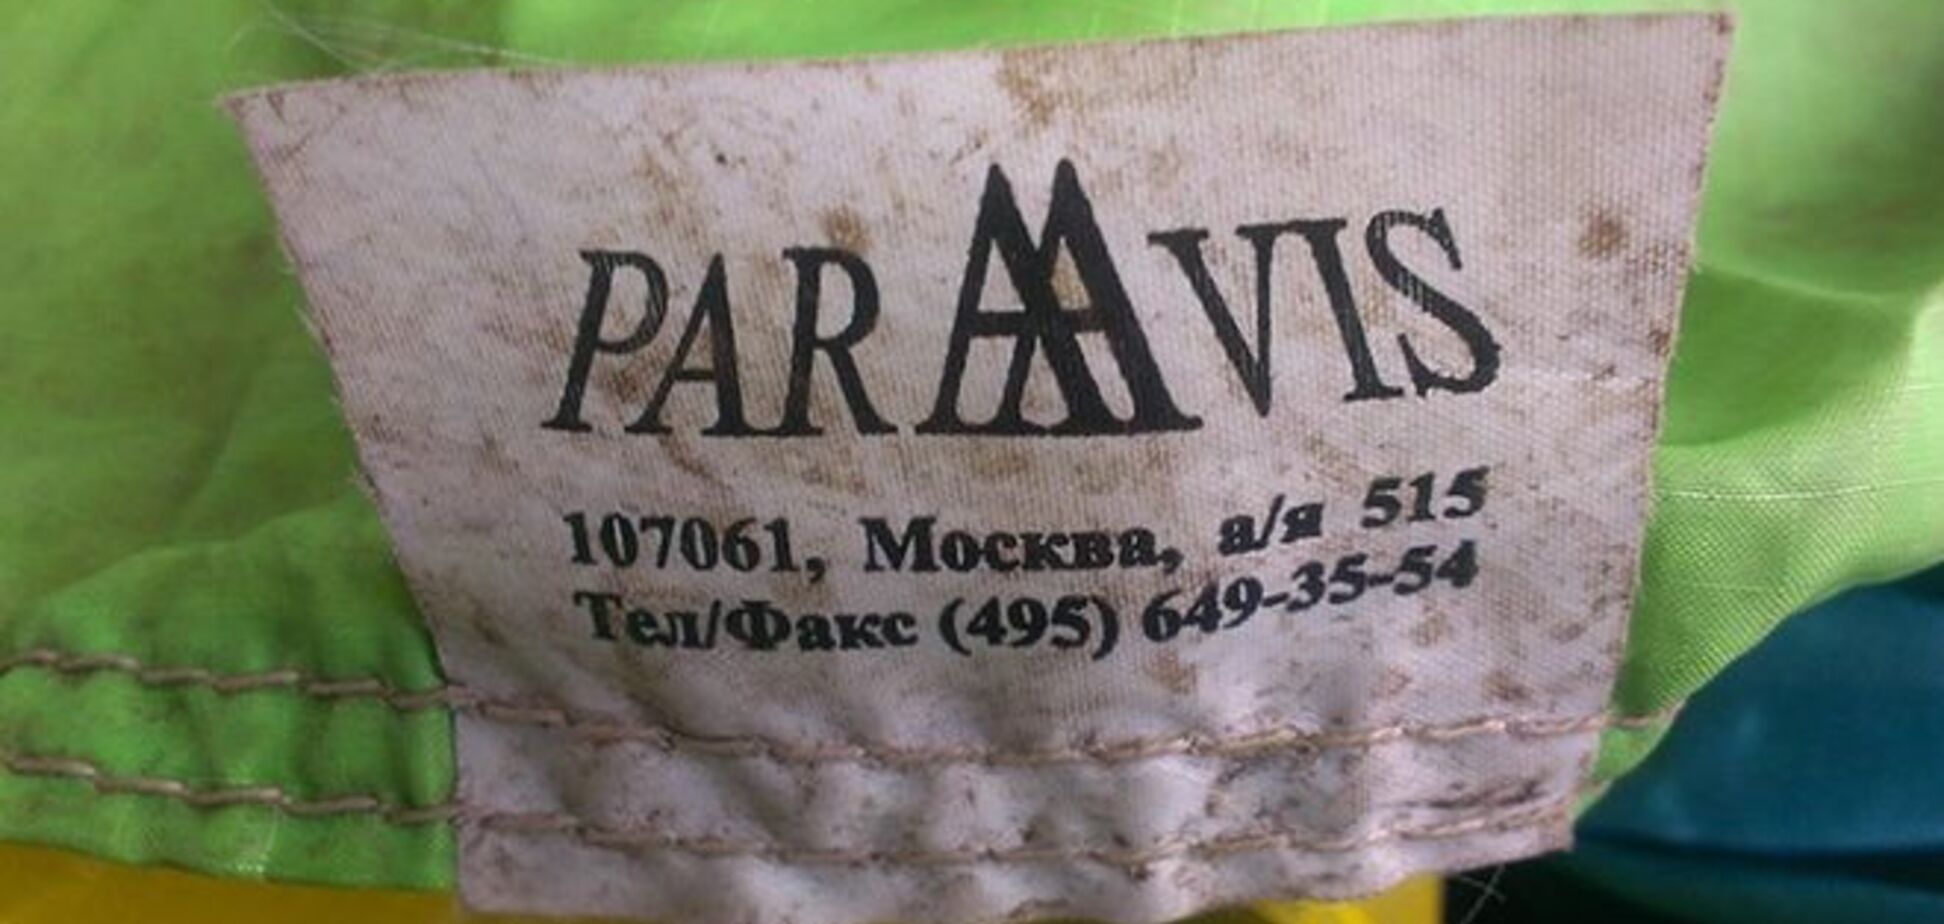 PARAAVIS
107061, Москва, а/я 515
Тел/Факс (495) 649-35-54